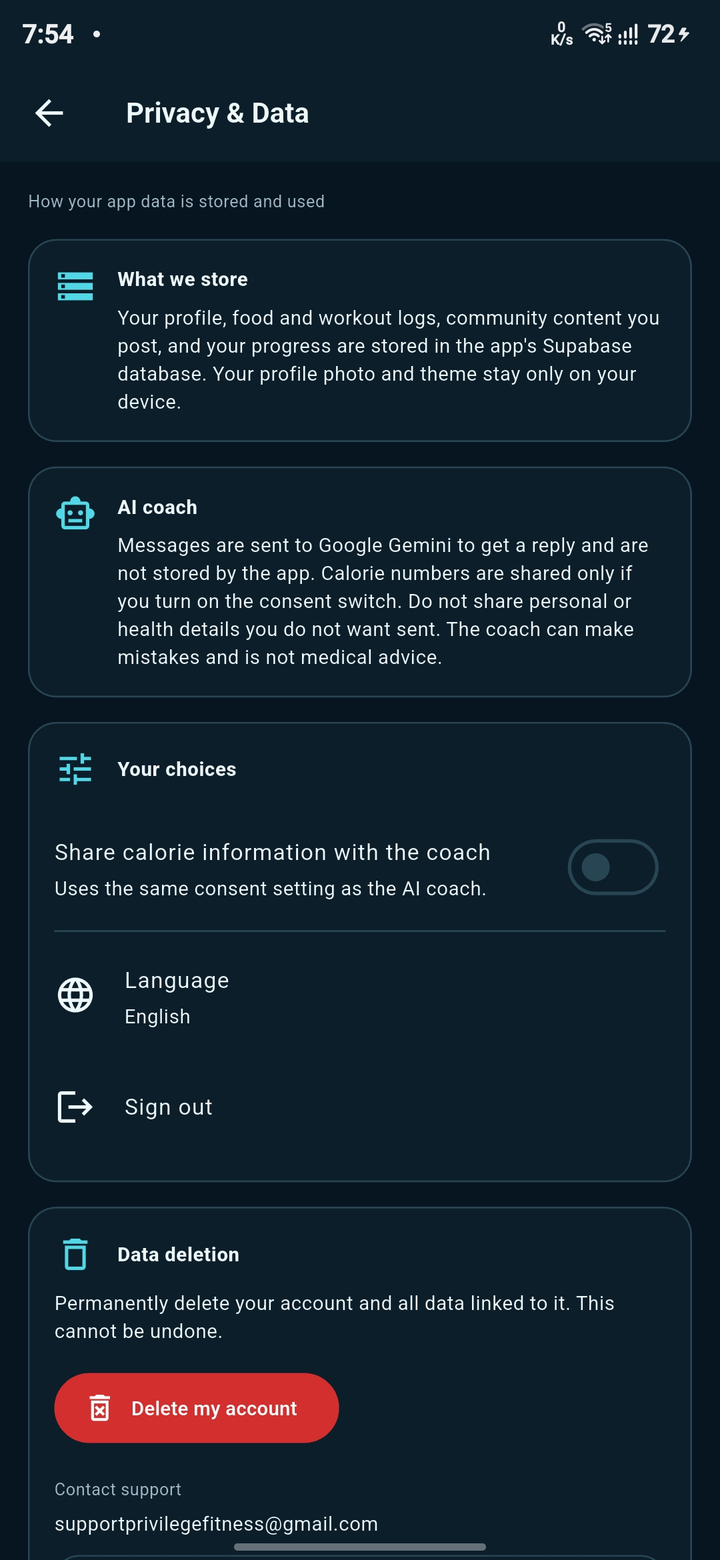 7:54
0
K/s
5
72
Privacy & Data
How your app data is stored and used
What we store
Your profile, food and workout logs, community content you
post, and your progress are stored in the app's Supabase
database. Your profile photo and theme stay only on your
device.
AI coach
Messages are sent to Google Gemini to get a reply and are
not stored by the app. Calorie numbers are shared only if
you turn on the consent switch. Do not share personal or
health details you do not want sent. The coach can make
mistakes and is not medical advice.
Your choices
Share calorie information with the coach
Uses the same consent setting as the AI coach.
Language
English
Sign out
Data deletion
Permanently delete your account and all data linked to it. This
cannot be undone.
Delete my account
Contact support
supportprivilegefitness@gmail.com